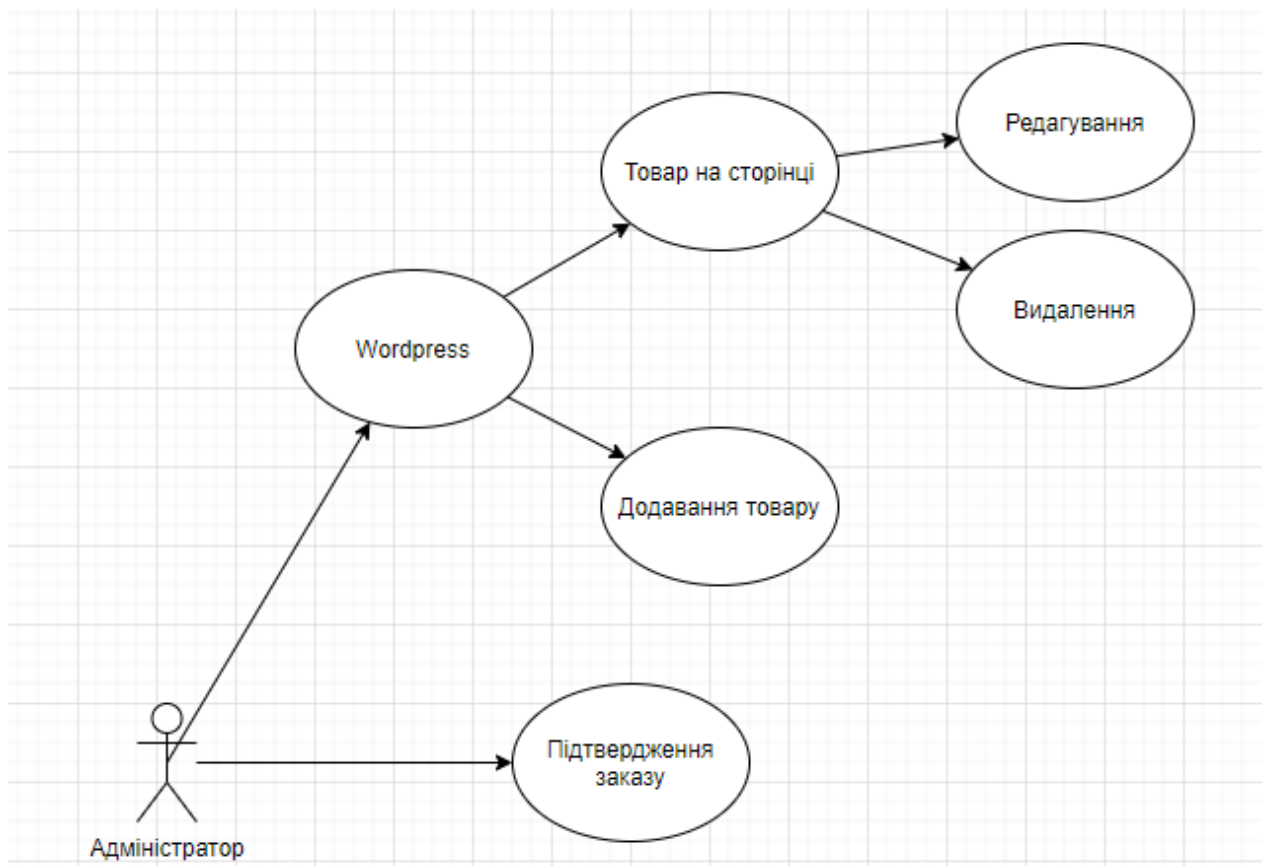 Редагування
Товар на сторінці
Видалення
Wordpress
Додавання товару
Підтвердження
заказу
Адміністратор